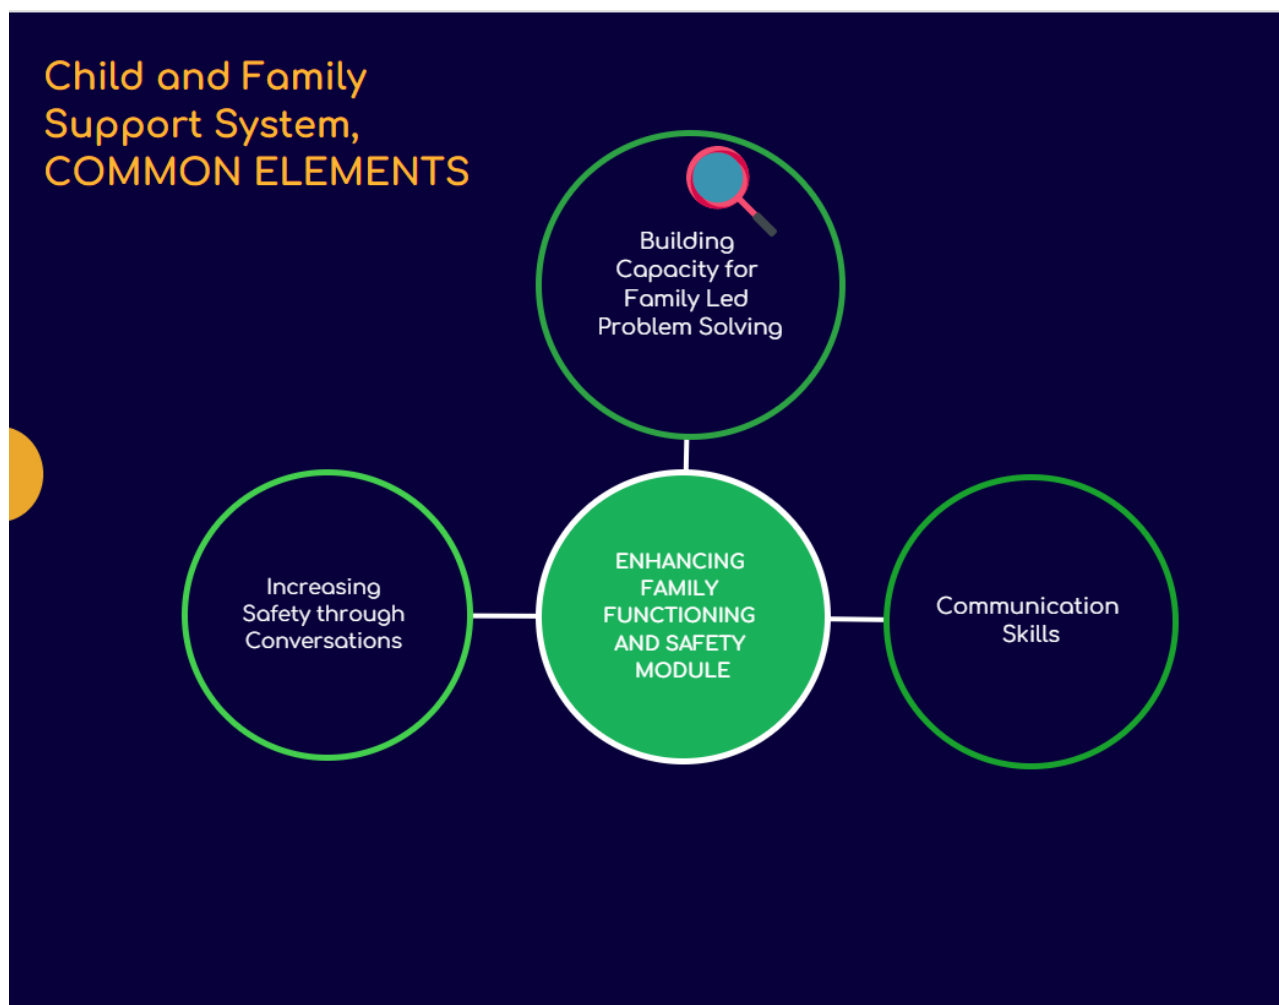 Child and Family
Support System,
COMMON ELEMENTS
Building
Capacity for
Family Led
Problem Solving
Increasing
Safety through
Conversations
ENHANCING
FAMILY
FUNCTIONING
AND SAFETY
MODULE
Communication
Skills